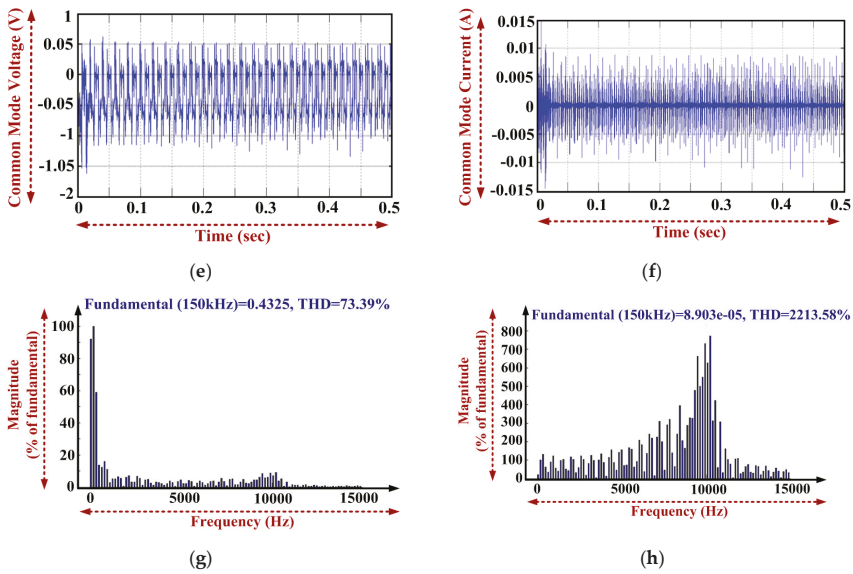 Common Mode Voltage (V)
1
0.05
0
-0.05
-1
-1.05
-2
0 0.1 0.2 0.3 0.4 0.5
Time (sec)
(e)
Common Mode Current (A)
0.015
0.01
0.005
0
-0.005
-0.01
-0.015
0 0.1 0.2 0.3 0.4 0.5
Time (sec)
(f)
Fundamental (150kHz)=0.4325, THD=73.39%
Magnitude
(% of fundamental)
100
80
60
40
20
0
0 5000 10000 15000
Frequency (Hz)
(g)
Fundamental (150kHz)=8.903e-05, THD=2213.58%
Magnitude
(% of fundamental)
800
700
600
500
400
300
200
100
0
0 5000 10000 15000
Frequency (Hz)
(h)